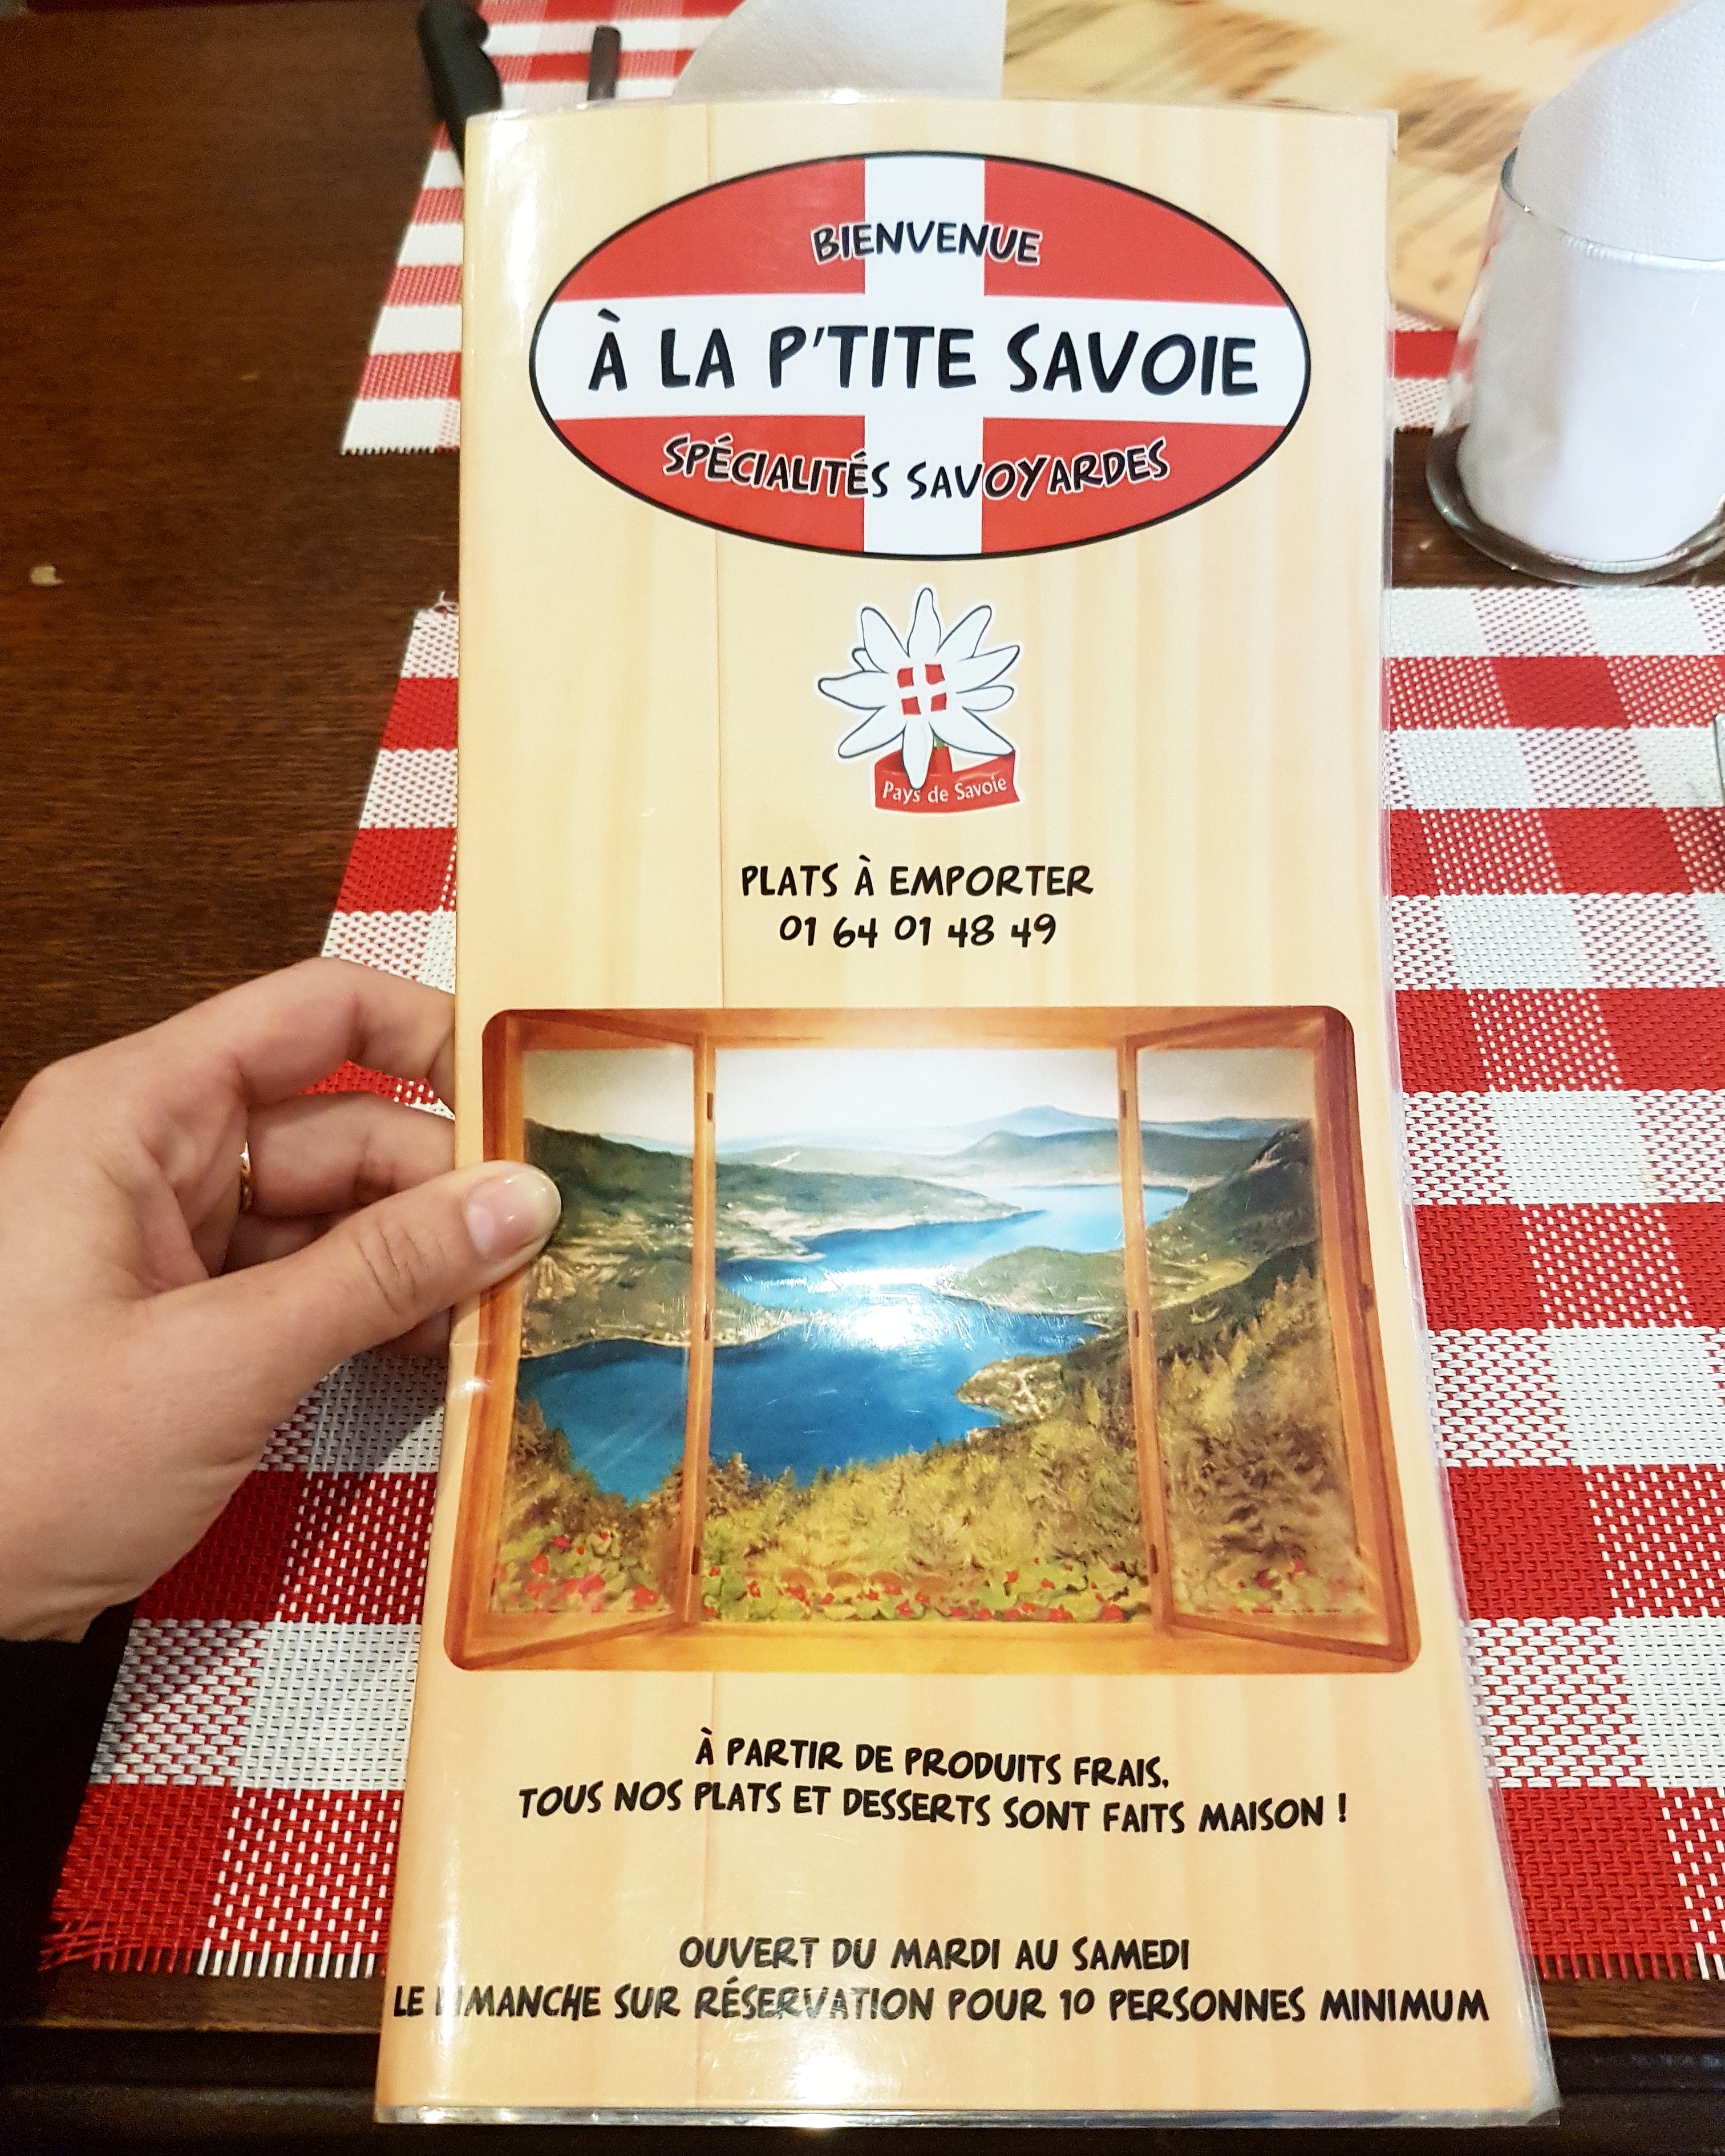 BIENVENUE
À LA P'TITE SAVOIE
SPÉCIALITÉS SAVOYARDES
Pays de Savoie
PLATS À EMPORTER
01 64 01 48 49
À PARTIR DE PRODUITS FRAIS,
TOUS NOS PLATS ET DESSERTS SONT FAITS MAISON !
OUVERT DU MARDI AU SAMEDI
LE DIMANCHE SUR RÉSERVATION POUR 10 PERSONNES MINIMUM